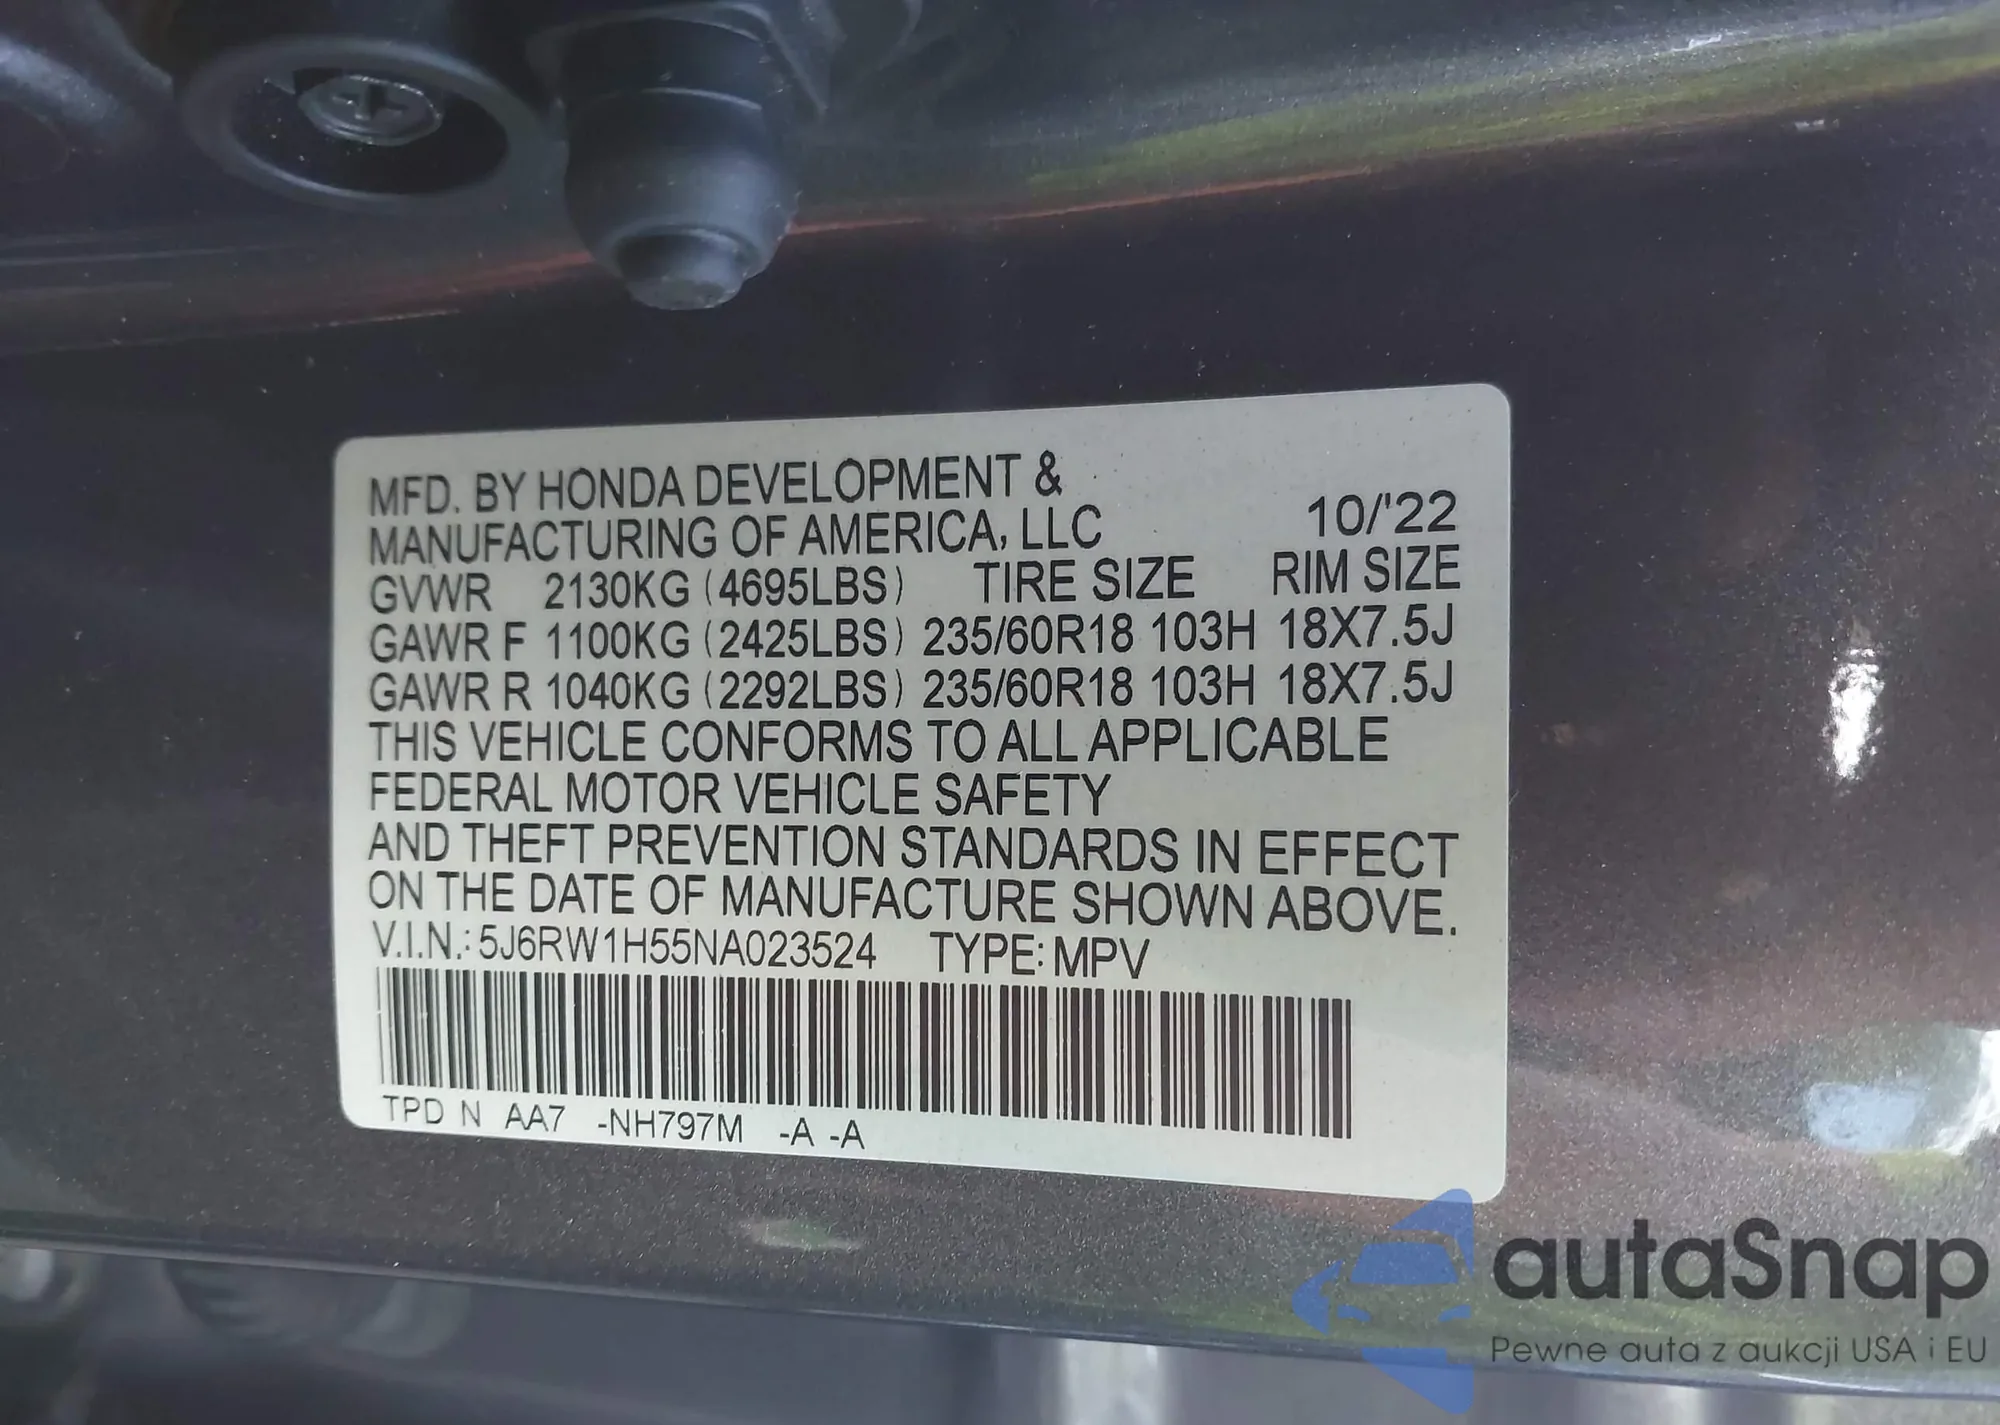 MFD. BY HONDA DEVELOPMENT &
MANUFACTURING OF AMERICA, LLC 10/'22
GVWR 2130KG (4695LBS) TIRE SIZE RIM SIZE
GAWR F 1100KG (2425LBS) 235/60R18 103H 18X7.5J
GAWR R 1040KG (2292LBS) 235/60R18 103H 18X7.5J
THIS VEHICLE CONFORMS TO ALL APPLICABLE
FEDERAL MOTOR VEHICLE SAFETY
AND THEFT PREVENTION STANDARDS IN EFFECT
ON THE DATE OF MANUFACTURE SHOWN ABOVE.
V.I.N.: 5J6RW1H55NA023524 TYPE: MPV
TPD N AA7 -NH797M -A -A
autaSnap
Pewne auta z aukcji USA i EU